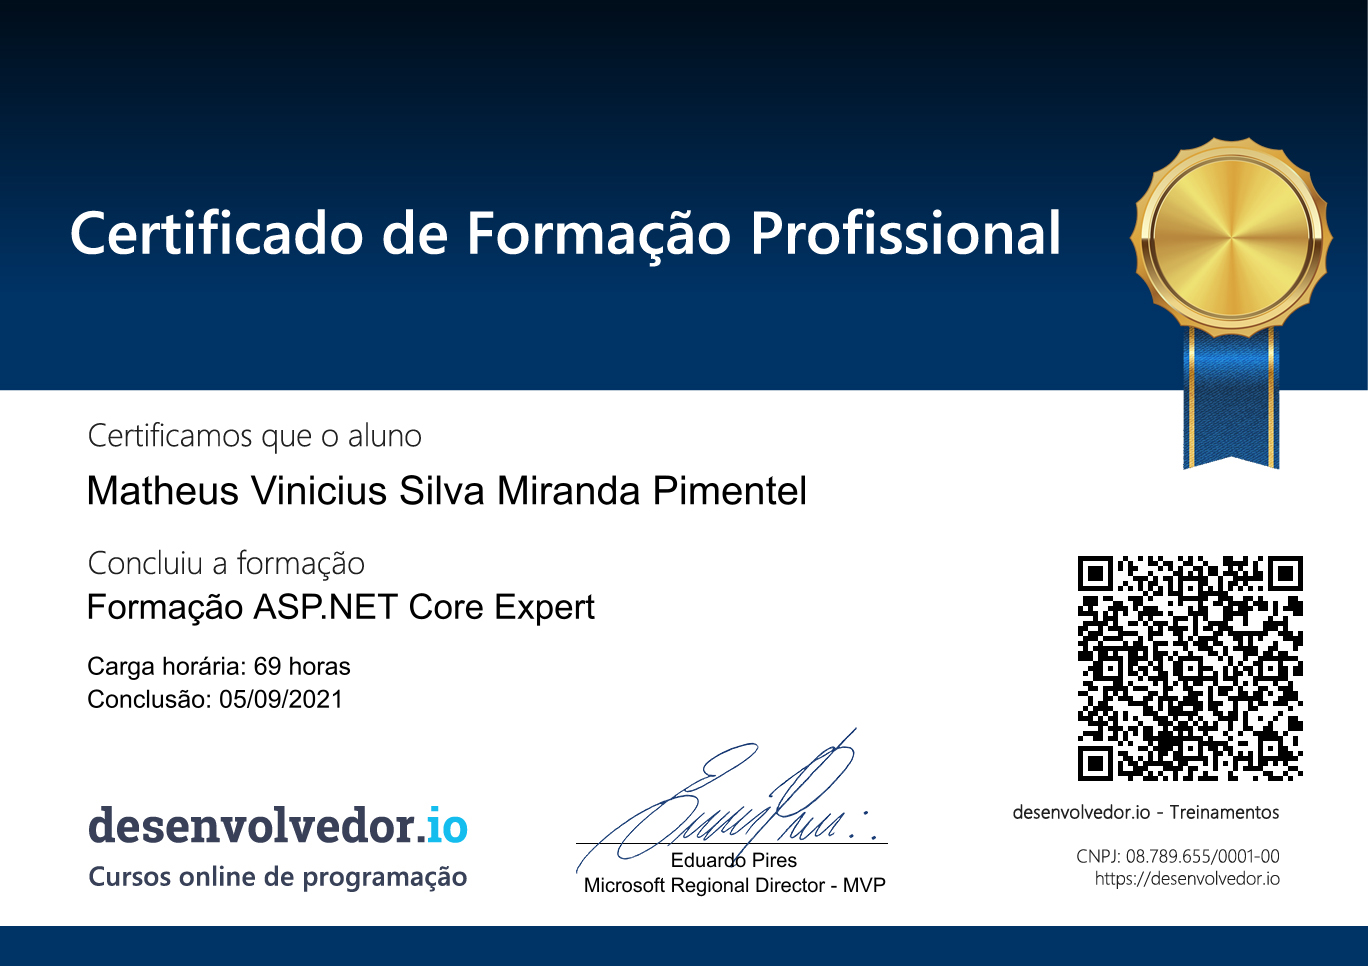 Certificado de Formação Profissional
Certificamos que o aluno
Matheus Vinicius Silva Miranda Pimentel
Concluiu a formação
Formação ASP.NET Core Expert
Carga horária: 69 horas
Conclusão: 05/09/2021
desenvolvedor.io
Cursos online de programação
Eduardo Pires
Microsoft Regional Director - MVP
desenvolvedor.io - Treinamentos
CNPJ: 08.789.655/0001-00
https://desenvolvedor.io